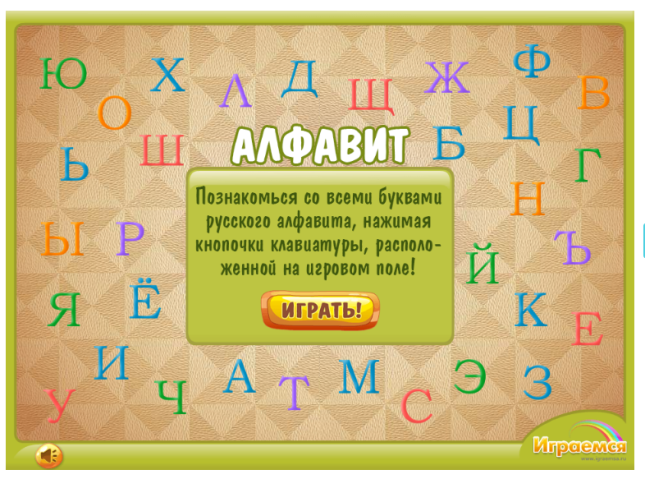 Ю Х Л Д Щ Ж Ф В
О Ш Б Ц
Ь Г
АЛФАВИТ
Познакомься со всеми буквами
русского алфавита, нажимая
кнопочки клавиатуры, располо-
женной на игровом поле!
ИГРАТЬ!
Н
Ы Р Й Ъ
Я Ё К Е
И Ч А Т М С Э З
У
Играемся